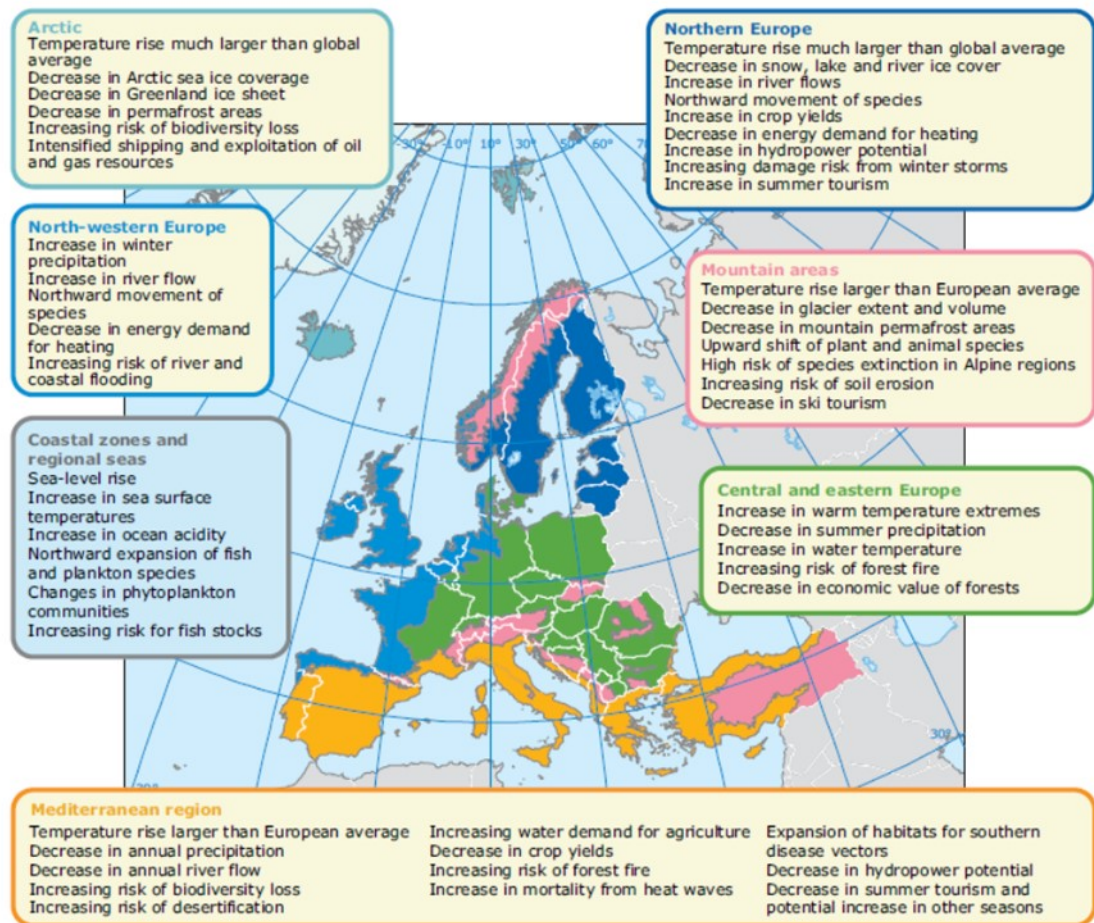 Arctic
Temperature rise much larger than global
average
Decrease in Arctic sea ice coverage
Decrease in Greenland ice sheet
Decrease in permafrost areas
Increasing risk of biodiversity loss
Intensified shipping and exploitation of oil
and gas resources
Northern Europe
Temperature rise much larger than global average
Decrease in snow, lake and river ice cover
Increase in river flows
Northward movement of species
Increase in crop yields
Decrease in energy demand for heating
Increase in hydropower potential
Increasing damage risk from winter storms
Increase in summer tourism
-30° -10° 10° 30° 50° 60°
North-western Europe
Increase in winter
precipitation
Increase in river flow
Northward movement of
species
Decrease in energy demand
for heating
Increasing risk of river and
coastal flooding
Mountain areas
Temperature rise larger than European average
Decrease in glacier extent and volume
Decrease in mountain permafrost areas
Upward shift of plant and animal species
High risk of species extinction in Alpine regions
Increasing risk of soil erosion
Decrease in ski tourism
Coastal zones and
regional seas
Sea-level rise
Increase in sea surface
temperatures
Increase in ocean acidity
Northward expansion of fish
and plankton species
Changes in phytoplankton
communities
Increasing risk for fish stocks
Central and eastern Europe
Increase in warm temperature extremes
Decrease in summer precipitation
Increase in water temperature
Increasing risk of forest fire
Decrease in economic value of forests
30°
Mediterranean region
Temperature rise larger than European average
Decrease in annual precipitation
Decrease in annual river flow
Increasing risk of biodiversity loss
Increasing risk of desertification
Increasing water demand for agriculture
Decrease in crop yields
Increasing risk of forest fire
Increase in mortality from heat waves
Expansion of habitats for southern
disease vectors
Decrease in hydropower potential
Decrease in summer tourism and
potential increase in other seasons